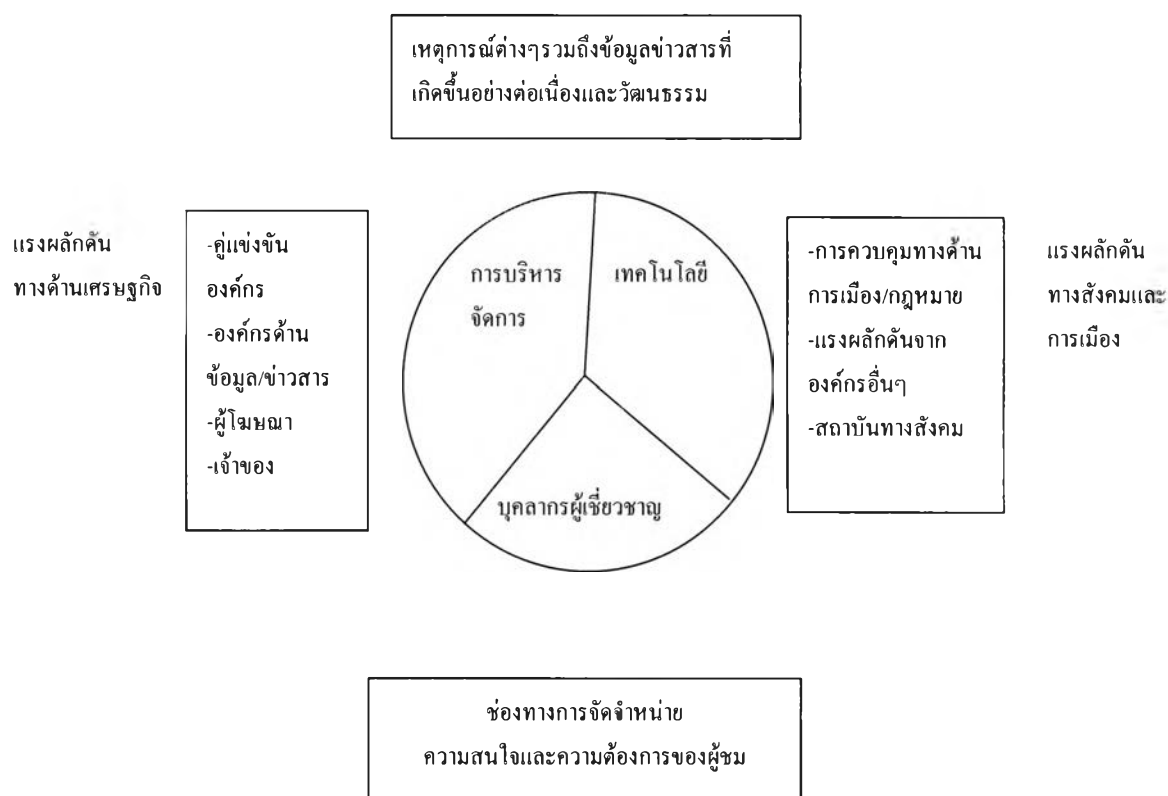 เหตุการณ์ต่างๆรวมถึงข้อมูลข่าวสารที่
เกิดขึ้นอย่างต่อเนื่องและวัฒนธรรม
แรงผลักดัน
ทางด้านเศรษฐกิจ
-คู่แข่งขัน
องค์กร
-องค์กรด้าน
ข้อมูล/ข่าวสาร
-ผู้โฆษณา
-เจ้าของ
การบริหาร
จัดการ
เทคโนโลยี
บุคลากรผู้เชี่ยวชาญ
-การควบคุมทางด้าน
การเมือง/กฎหมาย
-แรงผลักดันจาก
องค์กรอื่นๆ
-สถาบันทางสังคม
แรงผลักดัน
ทางสังคมและ
การเมือง
ช่องทางการจัดจำหน่าย
ความสนใจและความต้องการของผู้ชม